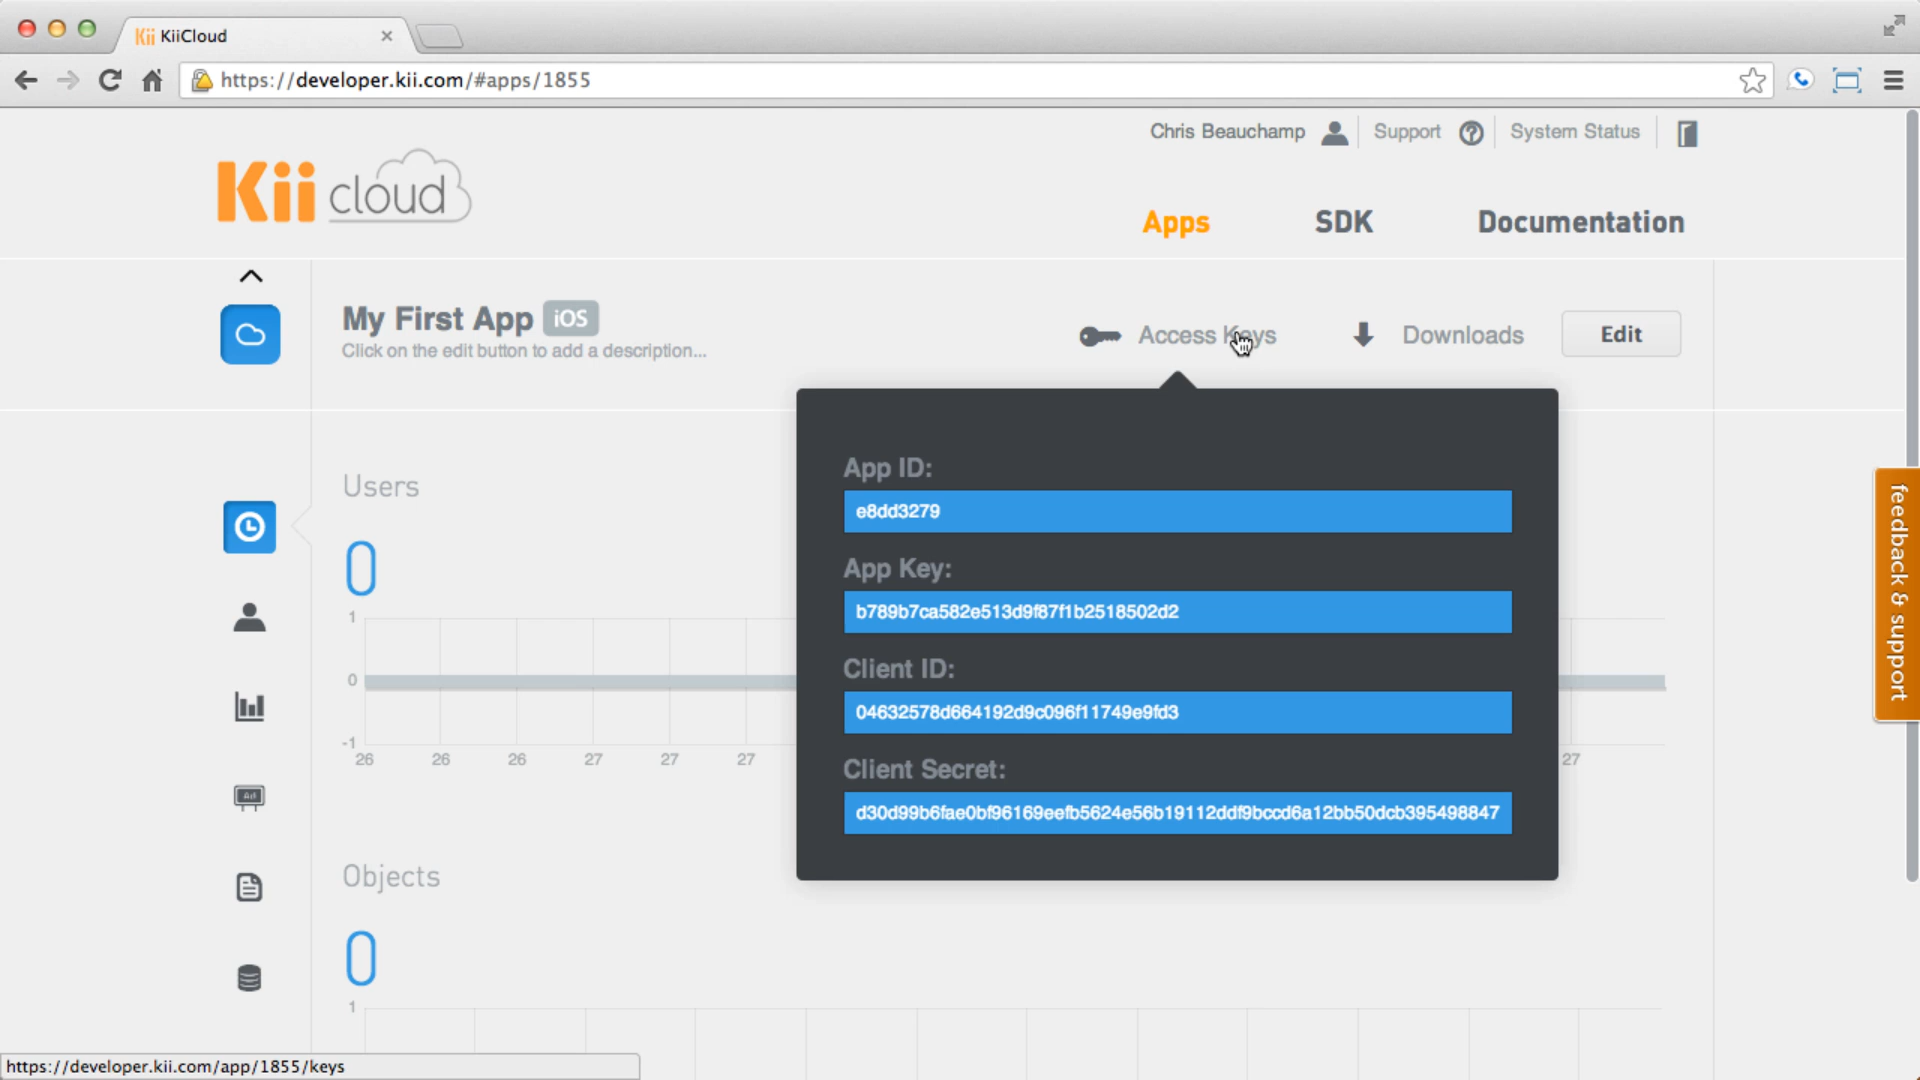 KiiCloud
https://developer.kii.com/#apps/1855
Chris Beauchamp Support System Status
Kii cloud
Apps SDK Documentation
My First App iOS
Click on the edit button to add a description...
Access Keys Downloads Edit
App ID:
e8dd3279
App Key:
b789b7ca582e513d9f87f1b2518502d2
Client ID:
04632578d664192d9c096f11749e9fd3
Client Secret:
d30d99b6fae0bf96169eefb5624e56b19112ddf9bccd6a12bb50dcb395498847
Users
0
1
0
-1
26 26 26 27 27 27 27
Ad
Objects
0
1
feedback & support
https://developer.kii.com/app/1855/keys